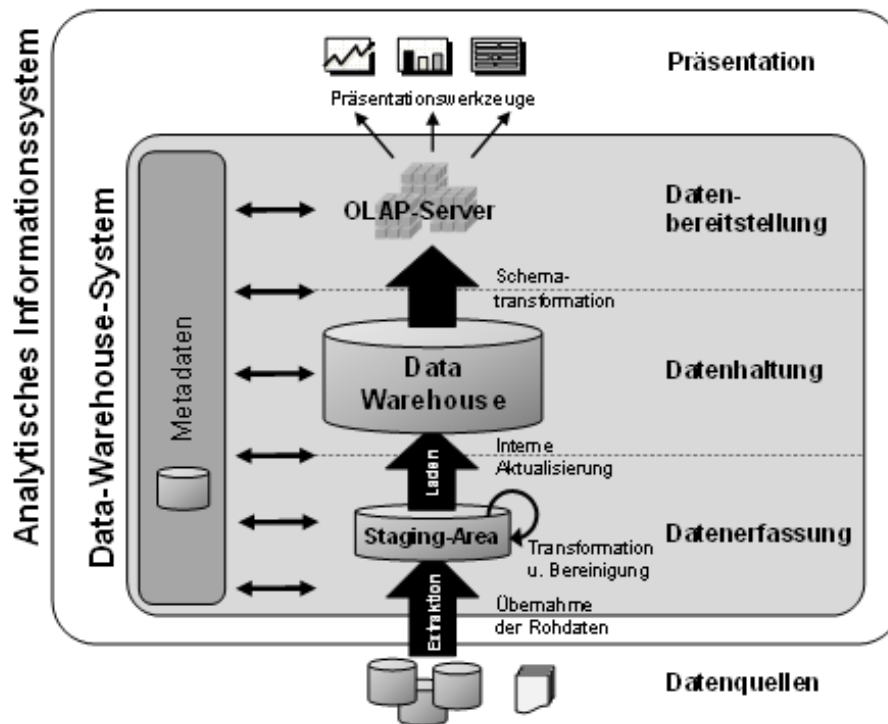 Analytisches Informationssystem
Data-Warehouse-System
Metadaten
Präsentation
Präsentationswerkzeuge
OLAP-Server
Daten-
bereitstellung
Schema-
transformation
Data
Warehouse
Datenhaltung
Laden
Interne
Aktualisierung
Staging-Area
Datenerfassung
Transformation
u. Bereinigung
Extraktion
Übernahme
der Rohdaten
Datenquellen